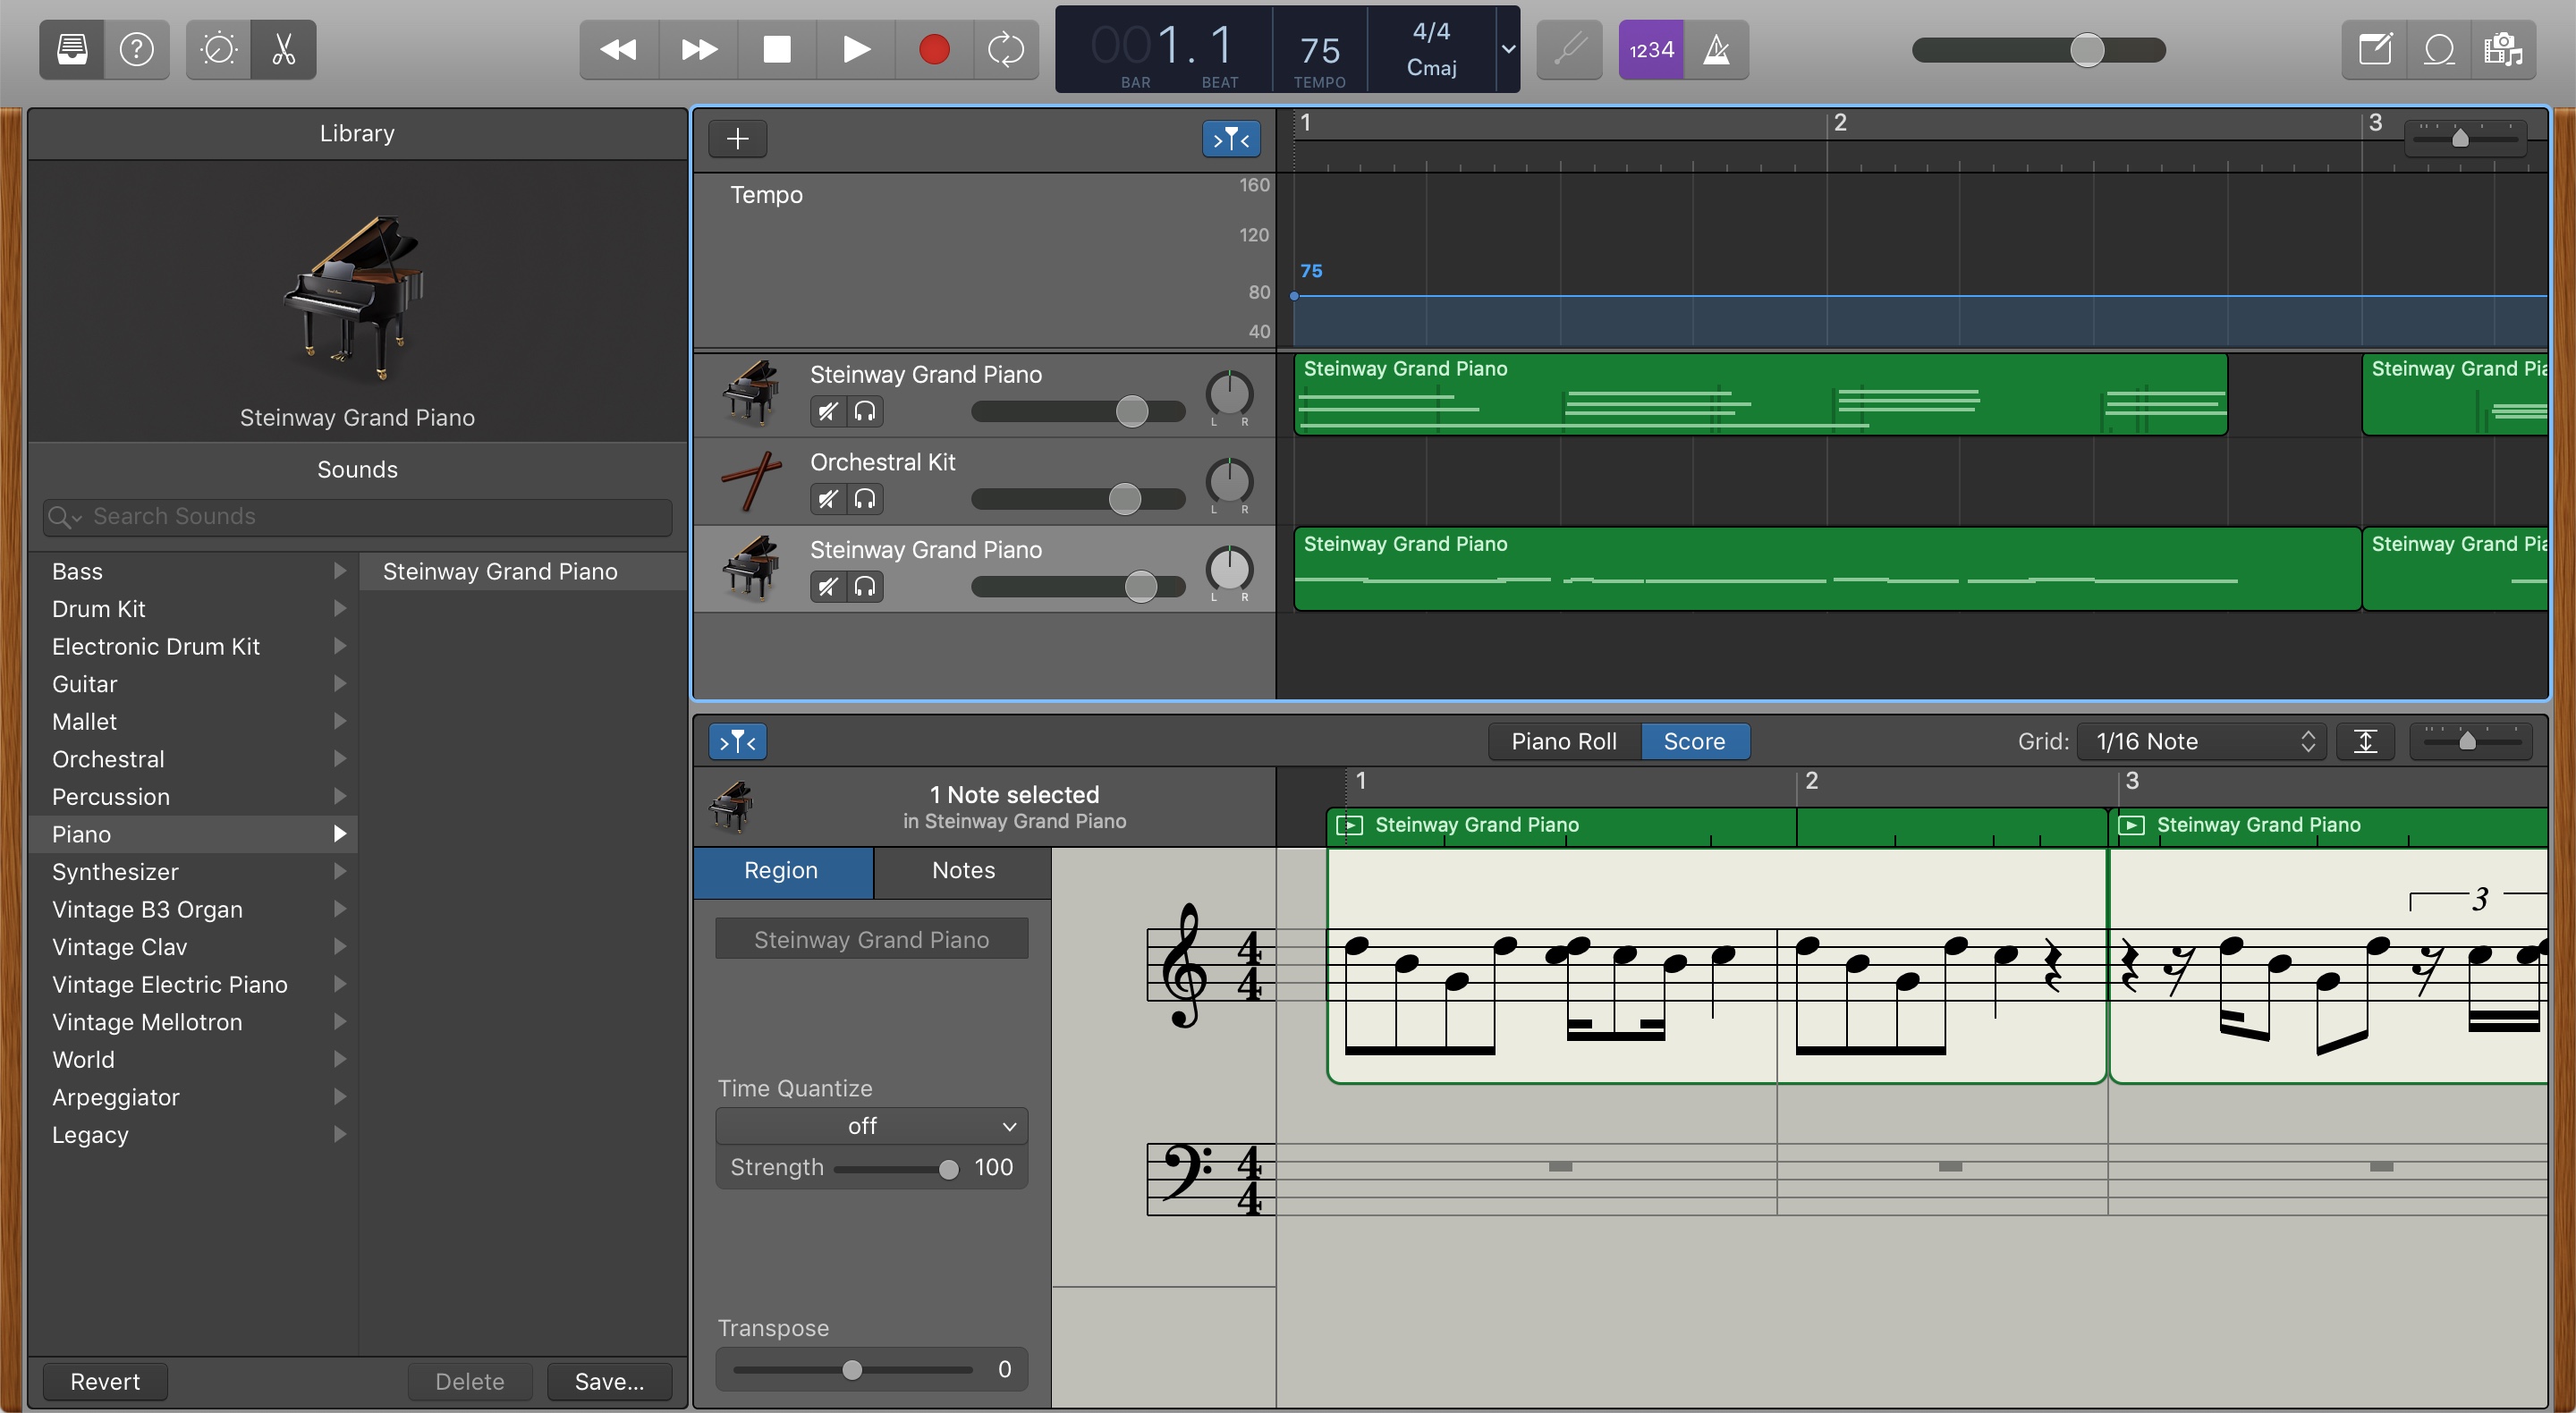 001. 1
BAR
BEAT
75
TEMPO
4/4
Cmaj
1234
Library
Steinway Grand Piano
Sounds
Search Sounds
Bass
Drum Kit
Electronic Drum Kit
Guitar
Mallet
Orchestral
Percussion
Piano
Synthesizer
Vintage B3 Organ
Vintage Clav
Vintage Electric Piano
Vintage Mellotron
World
Arpeggiator
Legacy
Steinway Grand Piano
Revert
Delete
Save...
1
2
3
Tempo
160
120
80
40
75
Steinway Grand Piano
L R
Steinway Grand Piano
Steinway Grand Pia
Orchestral Kit
L R
Steinway Grand Piano
L R
Steinway Grand Piano
Steinway Grand Pia
Piano Roll
Score
Grid:
1/16 Note
1 Note selected
in Steinway Grand Piano
1
2
3
Steinway Grand Piano
Steinway Grand Piano
Region
Notes
Steinway Grand Piano
Time Quantize
off
Strength
100
Transpose
0
4
4
3
4
4